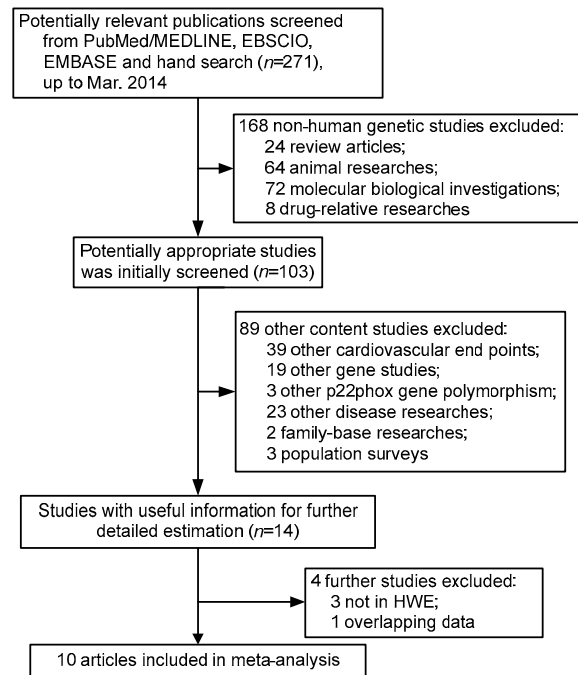 Potentially relevant publications screened
from PubMed/MEDLINE, EBSCIO,
EMBASE and hand search (n=271),
up to Mar. 2014
168 non-human genetic studies excluded:
24 review articles;
64 animal researches;
72 molecular biological investigations;
8 drug-relative researches
Potentially appropriate studies
was initially screened (n=103)
89 other content studies excluded:
39 other cardiovascular end points;
19 other gene studies;
3 other p22phox gene polymorphism;
23 other disease researches;
2 family-base researches;
3 population surveys
Studies with useful information for further
detailed estimation (n=14)
4 further studies excluded:
3 not in HWE;
1 overlapping data
10 articles included in meta-analysis